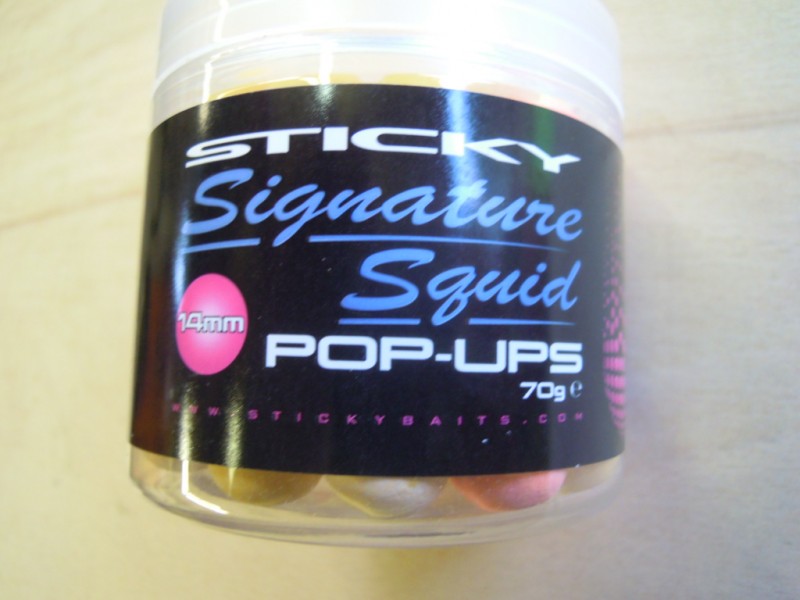 STICKY
Signature
Squid
14mm
POP-UPS
70g ℮
WWW.STICKYBAITS.COM